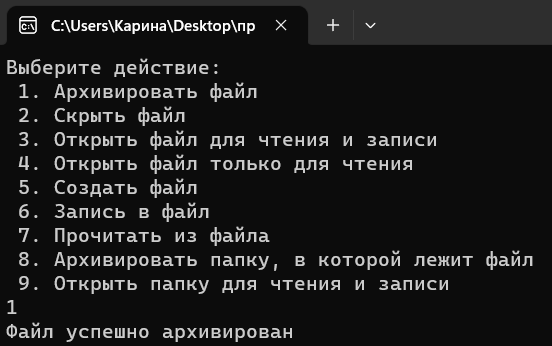 C:\Users\Карина\Desktop\пр
Выберите действие:
1. Архивировать файл
2. Скрыть файл
3. Открыть файл для чтения и записи
4. Открыть файл только для чтения
5. Создать файл
6. Запись в файл
7. Прочитать из файла
8. Архивировать папку, в которой лежит файл
9. Открыть папку для чтения и записи
1
Файл успешно архивирован